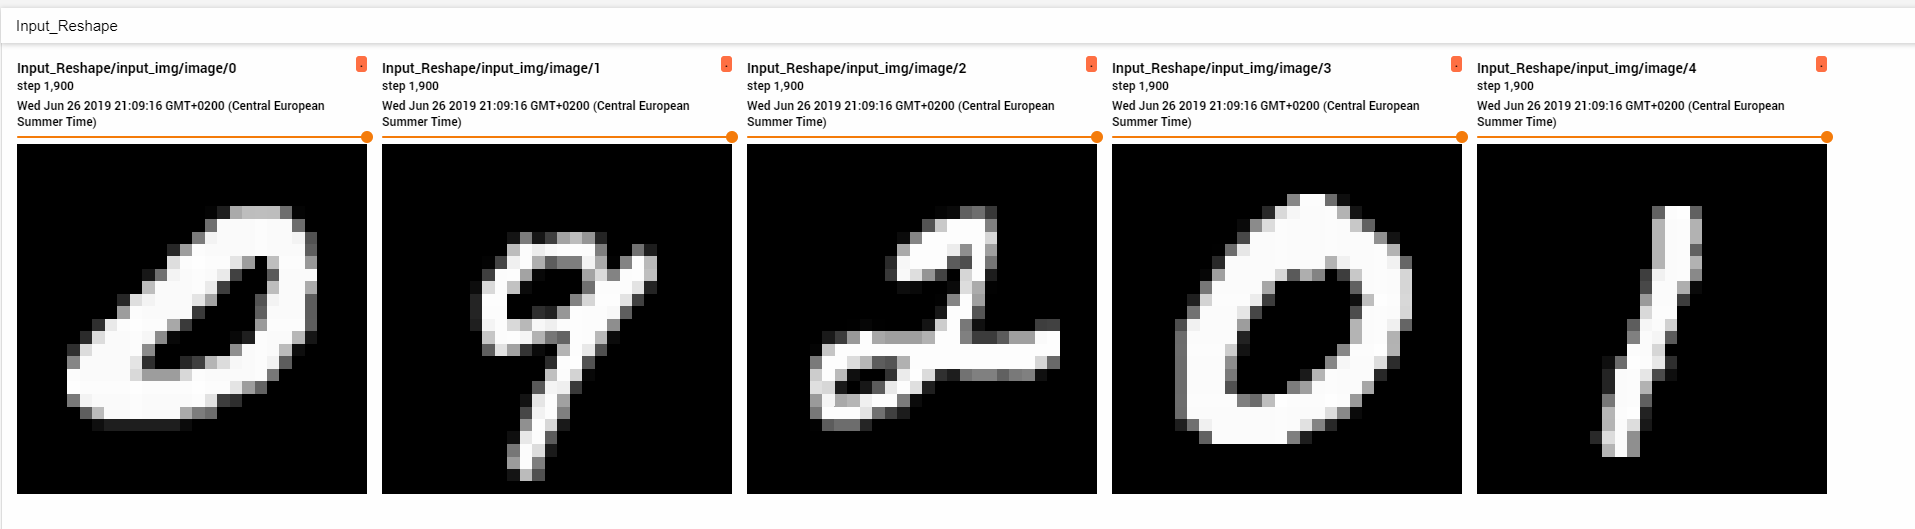 Input_Reshape
Input_Reshape/input_img/image/0
step 1,900
Wed Jun 26 2019 21:09:16 GMT+0200 (Central European
Summer Time)
Input_Reshape/input_img/image/1
step 1,900
Wed Jun 26 2019 21:09:16 GMT+0200 (Central European
Summer Time)
Input_Reshape/input_img/image/2
step 1,900
Wed Jun 26 2019 21:09:16 GMT+0200 (Central European
Summer Time)
Input_Reshape/input_img/image/3
step 1,900
Wed Jun 26 2019 21:09:16 GMT+0200 (Central European
Summer Time)
Input_Reshape/input_img/image/4
step 1,900
Wed Jun 26 2019 21:09:16 GMT+0200 (Central European
Summer Time)
0 9 2 0 1